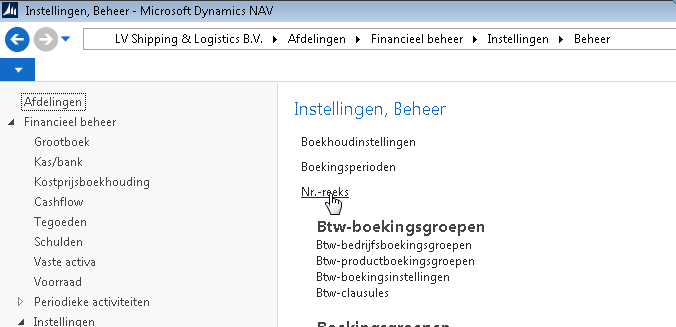 Instellingen, Beheer - Microsoft Dynamics NAV
LV Shipping & Logistics B.V. Afdelingen Financieel beheer Instellingen Beheer
Afdelingen
Financieel beheer
Grootboek
Kas/bank
Kostprijsboekhouding
Cashflow
Tegoeden
Schulden
Vaste activa
Voorraad
Periodieke activiteiten
Instellingen
Instellingen, Beheer
Boekhoudinstellingen
Boekingsperioden
Nr.-reeks
Btw-boekingsgroepen
Btw-bedrijfsboekingsgroepen
Btw-productboekingsgroepen
Btw-boekingsinstellingen
Btw-clausules
Boekingsgroepen